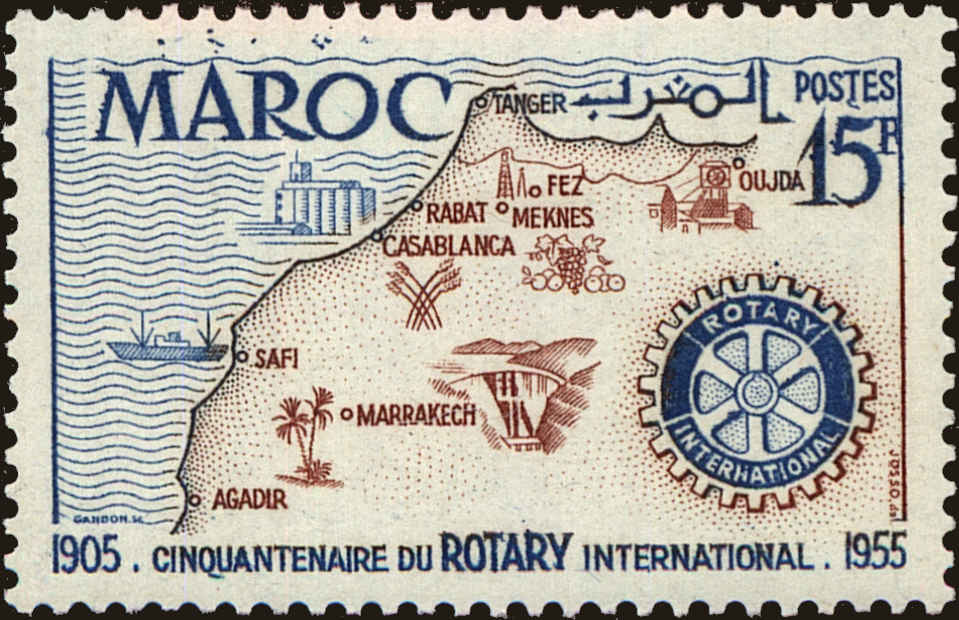 MAROC
المغرب
POSTES
15F
TANGER
OUJDA
FEZ
RABAT
MEKNES
CASABLANCA
SAFI
MARRAKECH
AGADIR
ROTARY
INTERNATIONAL
GANDON.SC.
1905 . CINQUANTENAIRE DU ROTARY INTERNATIONAL . 1955